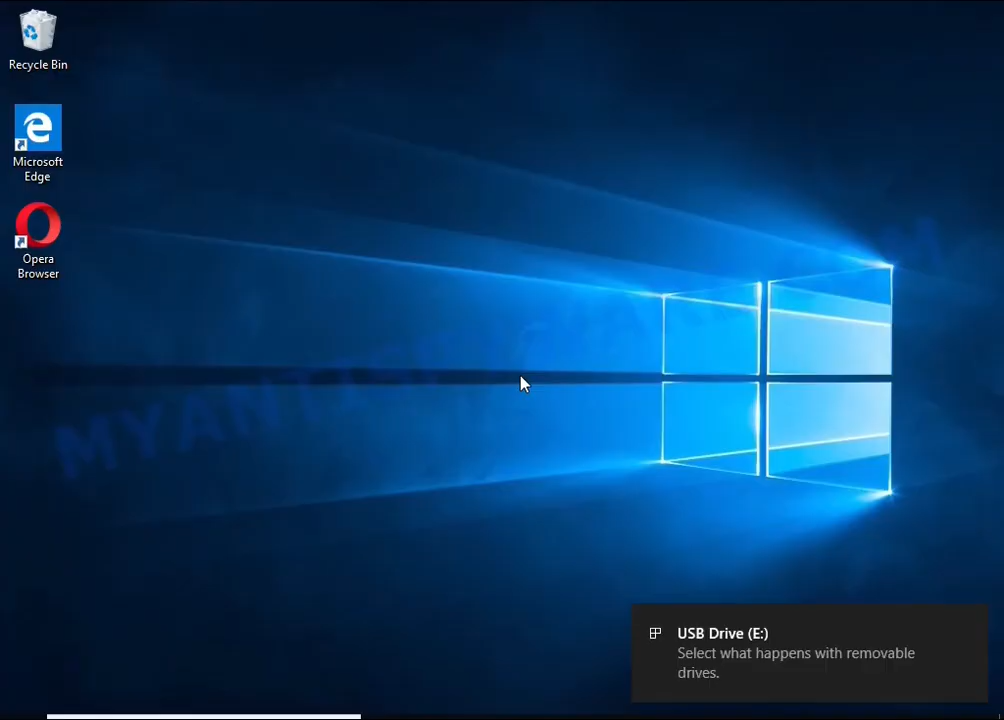 Recycle Bin
Microsoft
Edge
Opera
Browser
USB Drive (E:)
Select what happens with removable
drives.